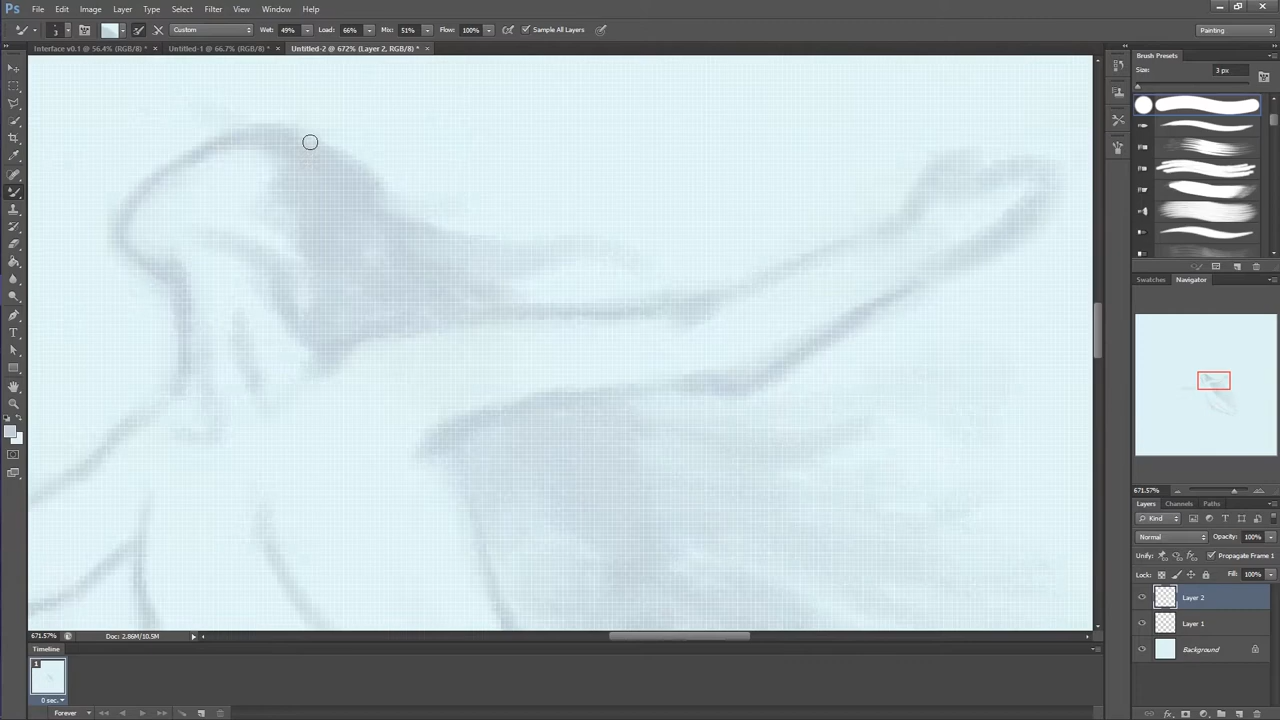 Ps File Edit Image Layer Type Select Filter View Window Help
3 Custom Wet: 49% Load: 66% Mix: 51% Flow: 100% Sample All Layers Painting
Interface v0.1 @ 56.4% (RGB/8) * × Untitled-1 @ 66.7% (RGB/8) * × Untitled-2 @ 672% (Layer 2, RGB/8) * ×
Brush Presets
Size: 3 px
Swatches Navigator
671.57%
Layers Channels Paths
Kind
Normal Opacity: 100%
Unify: Propagate Frame 1
Lock: Fill: 100%
Layer 2
Layer 1
Background
671.57% Doc: 2.86M/10.5M
Timeline
1
0 sec.
Forever